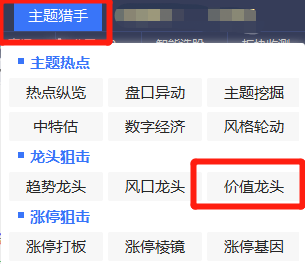 主题猎手
主题热点
热点纵览 盘口异动 主题挖掘
中特估 数字经济 风格轮动
龙头狙击
趋势龙头 风口龙头 价值龙头
涨停狙击
涨停打板 涨停棱镜 涨停基因